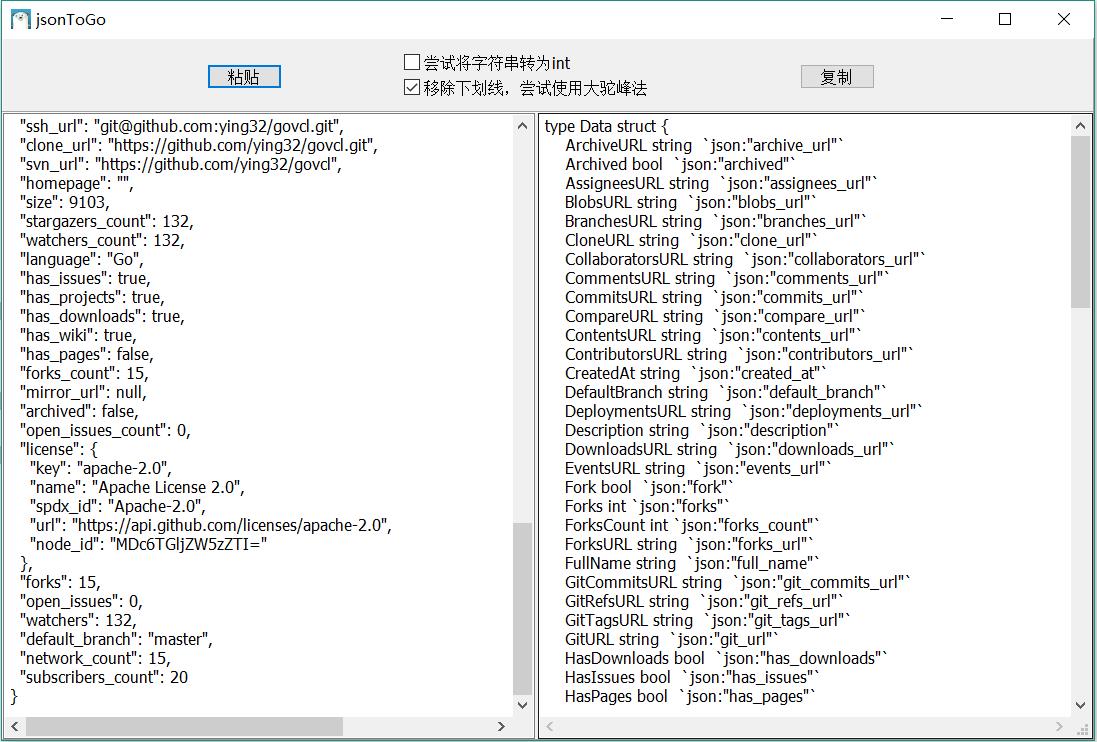 jsonToGo
粘贴
尝试将字符串转为int
移除下划线，尝试使用大驼峰法
复制
"ssh_url": "git@github.com:ying32/govcl.git",
"clone_url": "https://github.com/ying32/govcl.git",
"svn_url": "https://github.com/ying32/govcl",
"homepage": "",
"size": 9103,
"stargazers_count": 132,
"watchers_count": 132,
"language": "Go",
"has_issues": true,
"has_projects": true,
"has_downloads": true,
"has_wiki": true,
"has_pages": false,
"forks_count": 15,
"mirror_url": null,
"archived": false,
"open_issues_count": 0,
"license": {
"key": "apache-2.0",
"name": "Apache License 2.0",
"spdx_id": "Apache-2.0",
"url": "https://api.github.com/licenses/apache-2.0",
"node_id": "MDc6TGljZW5zZTI="
},
"forks": 15,
"open_issues": 0,
"watchers": 132,
"default_branch": "master",
"network_count": 15,
"subscribers_count": 20
}
type Data struct {
ArchiveURL string  `json:"archive_url"`
Archived bool  `json:"archived"`
AssigneesURL string  `json:"assignees_url"`
BlobsURL string  `json:"blobs_url"`
BranchesURL string  `json:"branches_url"`
CloneURL string  `json:"clone_url"`
CollaboratorsURL string  `json:"collaborators_url"`
CommentsURL string  `json:"comments_url"`
CommitsURL string  `json:"commits_url"`
CompareURL string  `json:"compare_url"`
ContentsURL string  `json:"contents_url"`
ContributorsURL string  `json:"contributors_url"`
CreatedAt string  `json:"created_at"`
DefaultBranch string  `json:"default_branch"`
DeploymentsURL string  `json:"deployments_url"`
Description string  `json:"description"`
DownloadsURL string  `json:"downloads_url"`
EventsURL string  `json:"events_url"`
Fork bool  `json:"fork"`
Forks int `json:"forks"`
ForksCount int `json:"forks_count"`
ForksURL string  `json:"forks_url"`
FullName string  `json:"full_name"`
GitCommitsURL string  `json:"git_commits_url"`
GitRefsURL string  `json:"git_refs_url"`
GitTagsURL string  `json:"git_tags_url"`
GitURL string  `json:"git_url"`
HasDownloads bool  `json:"has_downloads"`
HasIssues bool  `json:"has_issues"`
HasPages bool  `json:"has_pages"`